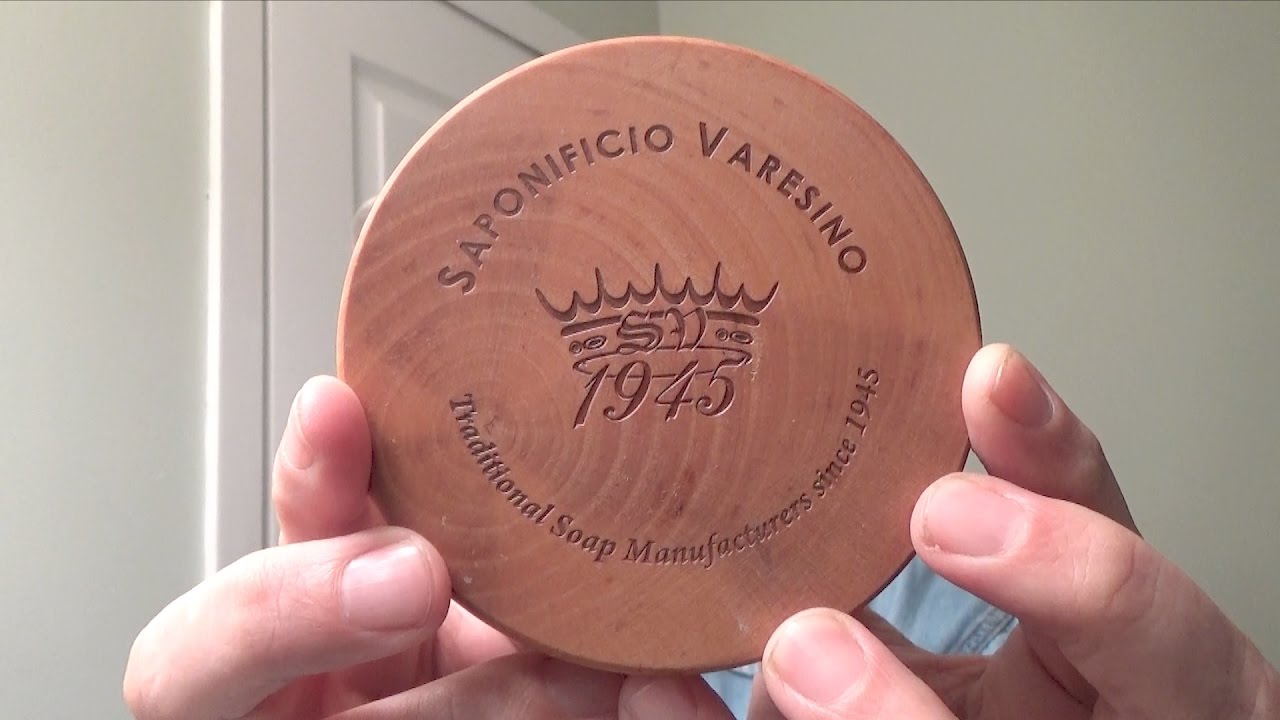 SAPONIFICIO VARESINO
SV
1945
Traditional Soap Manufacturers since 1945